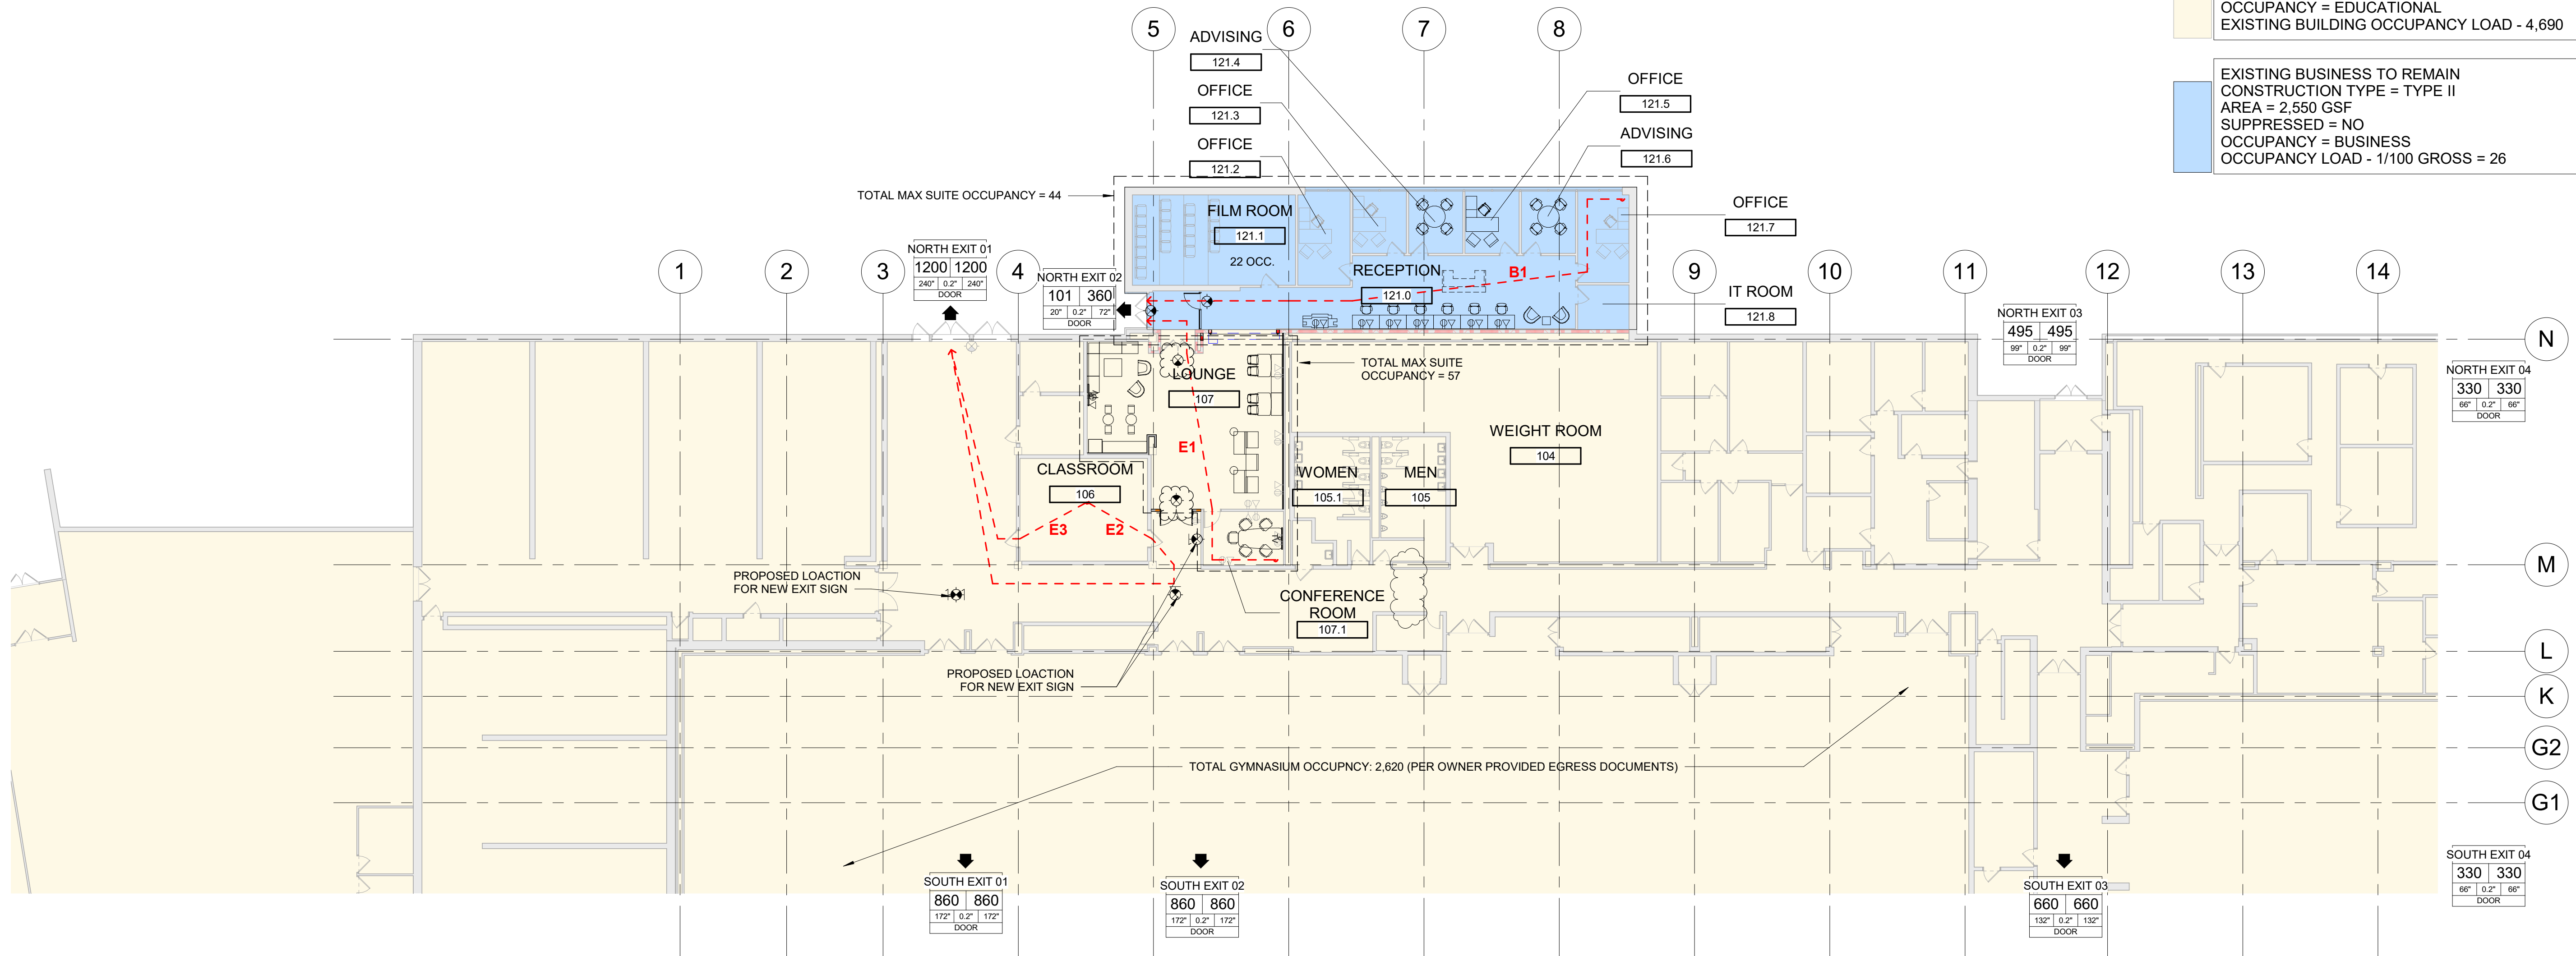 OCCUPANCY = EDUCATIONAL
EXISTING BUILDING OCCUPANCY LOAD - 4,690
EXISTING BUSINESS TO REMAIN
CONSTRUCTION TYPE = TYPE II
AREA = 2,550 GSF
SUPPRESSED = NO
OCCUPANCY = BUSINESS
OCCUPANCY LOAD - 1/100 GROSS = 26
5
6
7
8
ADVISING
121.4
OFFICE
121.3
OFFICE
121.2
OFFICE
121.5
ADVISING
121.6
OFFICE
121.7
IT ROOM
121.8
TOTAL MAX SUITE OCCUPANCY = 44
FILM ROOM
121.1
22 OCC.
RECEPTION
121.0
B1
1
2
3
4
9
10
11
12
13
14
NORTH EXIT 01
1200 1200
240" 0.2" 240"
DOOR
NORTH EXIT 02
101 360
20" 0.2" 72"
DOOR
NORTH EXIT 03
495 495
99" 0.2" 99"
DOOR
NORTH EXIT 04
330 330
66" 0.2" 66"
DOOR
N
M
L
K
G2
G1
TOTAL MAX SUITE
OCCUPANCY = 57
LOUNGE
107
E1
CLASSROOM
106
E3
E2
WOMEN
105.1
MEN
105
WEIGHT ROOM
104
PROPOSED LOACTION
FOR NEW EXIT SIGN
CONFERENCE
ROOM
107.1
PROPOSED LOACTION
FOR NEW EXIT SIGN
TOTAL GYMNASIUM OCCUPNCY: 2,620 (PER OWNER PROVIDED EGRESS DOCUMENTS)
SOUTH EXIT 01
860 860
172" 0.2" 172"
DOOR
SOUTH EXIT 02
860 860
172" 0.2" 172"
DOOR
SOUTH EXIT 03
660 660
132" 0.2" 132"
DOOR
SOUTH EXIT 04
330 330
66" 0.2" 66"
DOOR